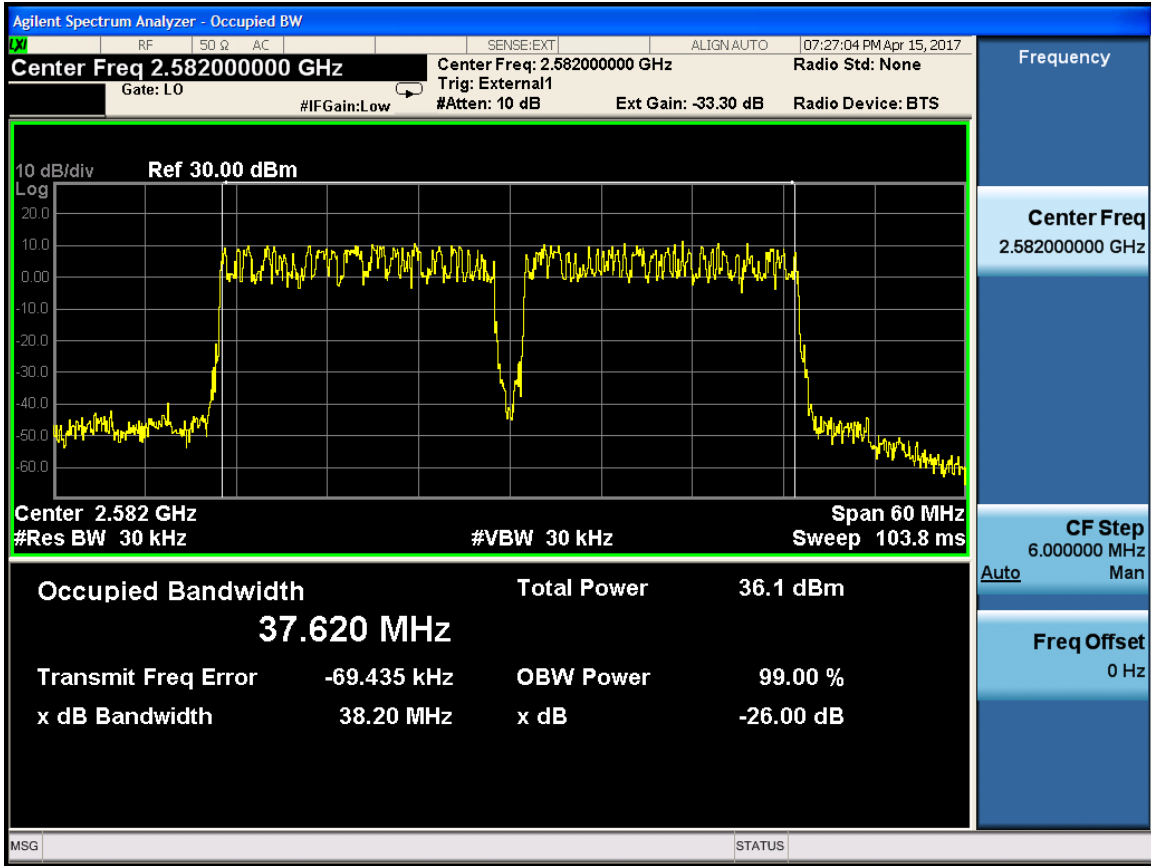 Agilent Spectrum Analyzer - Occupied BW
LXI RF 50 Ω AC SENSE:EXT ALIGN AUTO 07:27:04 PM Apr 15, 2017
Center Freq 2.582000000 GHz
Center Freq: 2.582000000 GHz
Radio Std: None
Gate: LO
Trig: External1
#IFGain:Low
#Atten: 10 dB
Ext Gain: -33.30 dB
Radio Device: BTS
10 dB/div
Ref 30.00 dBm
Log
20.0
10.0
0.00
-10.0
-20.0
-30.0
-40.0
-50.0
-60.0
Center 2.582 GHz
Span 60 MHz
#Res BW 30 kHz
#VBW 30 kHz
Sweep 103.8 ms
Occupied Bandwidth
37.620 MHz
Total Power 36.1 dBm
Transmit Freq Error -69.435 kHz
OBW Power 99.00 %
x dB Bandwidth 38.20 MHz
x dB -26.00 dB
Frequency
Center Freq
2.582000000 GHz
CF Step
6.000000 MHz
Auto Man
Freq Offset
0 Hz
MSG
STATUS